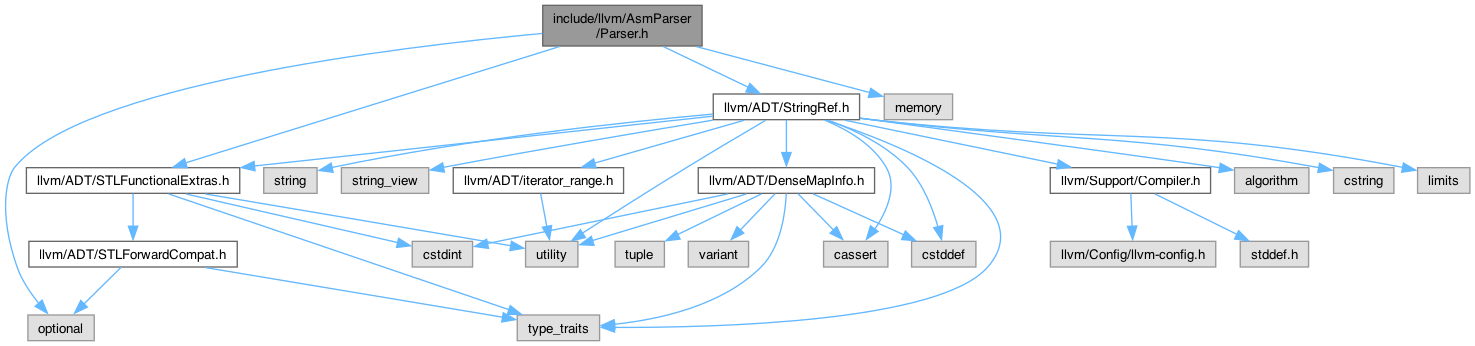 include/llvm/AsmParser
/Parser.h
llvm/ADT/StringRef.h
memory
llvm/ADT/STLFunctionalExtras.h
string
string_view
llvm/ADT/iterator_range.h
llvm/ADT/DenseMapInfo.h
llvm/Support/Compiler.h
algorithm
cstring
limits
llvm/ADT/STLForwardCompat.h
cstdint
utility
tuple
variant
cassert
cstddef
llvm/Config/llvm-config.h
stddef.h
optional
type_traits